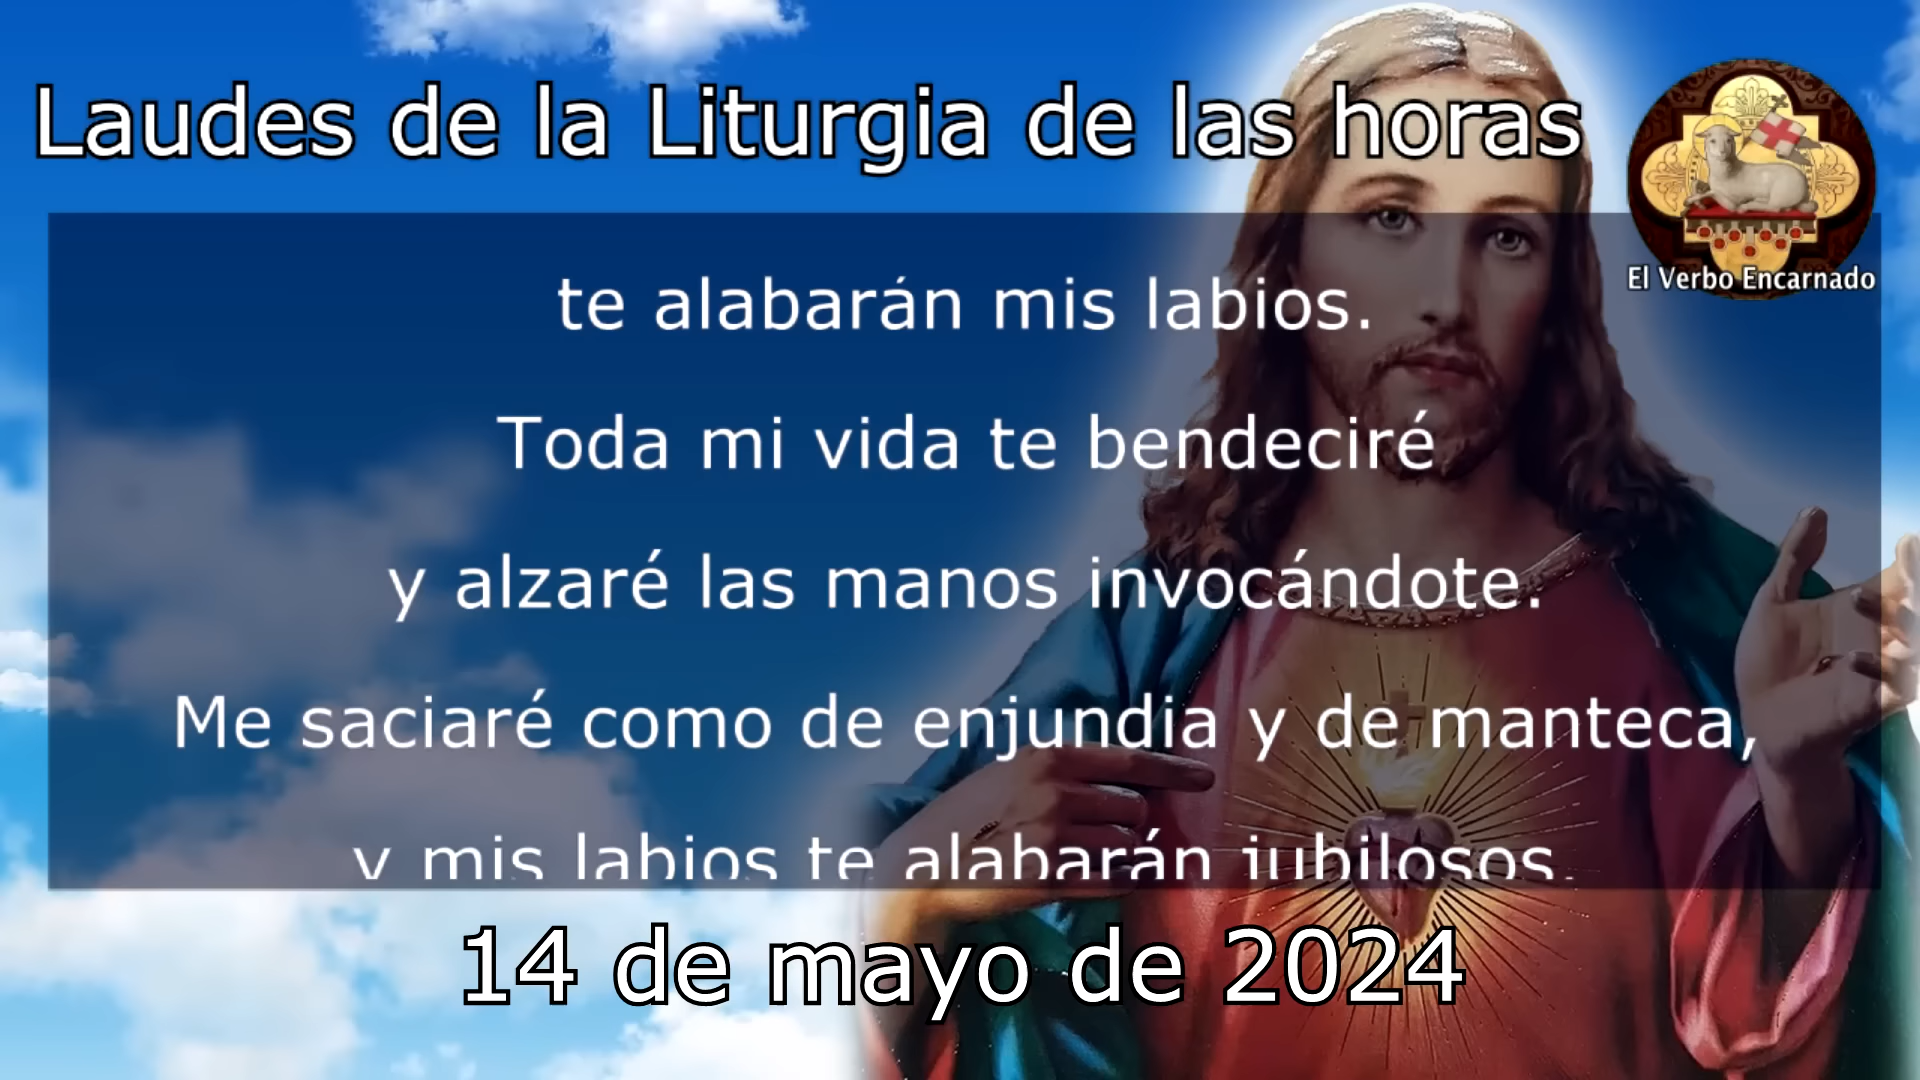 Laudes de la Liturgia de las horas
El Verbo Encarnado
te alabarán mis labios.
Toda mi vida te bendeciré
y alzaré las manos invocándote.
Me saciaré como de enjundia y de manteca,
y mis labios te alabarán jubilosos.
14 de mayo de 2024